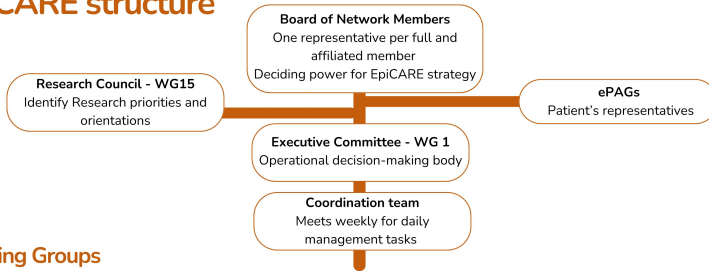 CARE structure
Board of Network Members
One representative per full and
affiliated member
Deciding power for EpiCARE strategy
Research Council - WG15
Identify Research priorities and
orientations
ePAGs
Patient's representatives
Executive Committee - WG 1
Operational decision-making body
Coordination team
Meets weekly for daily
management tasks
ing Groups